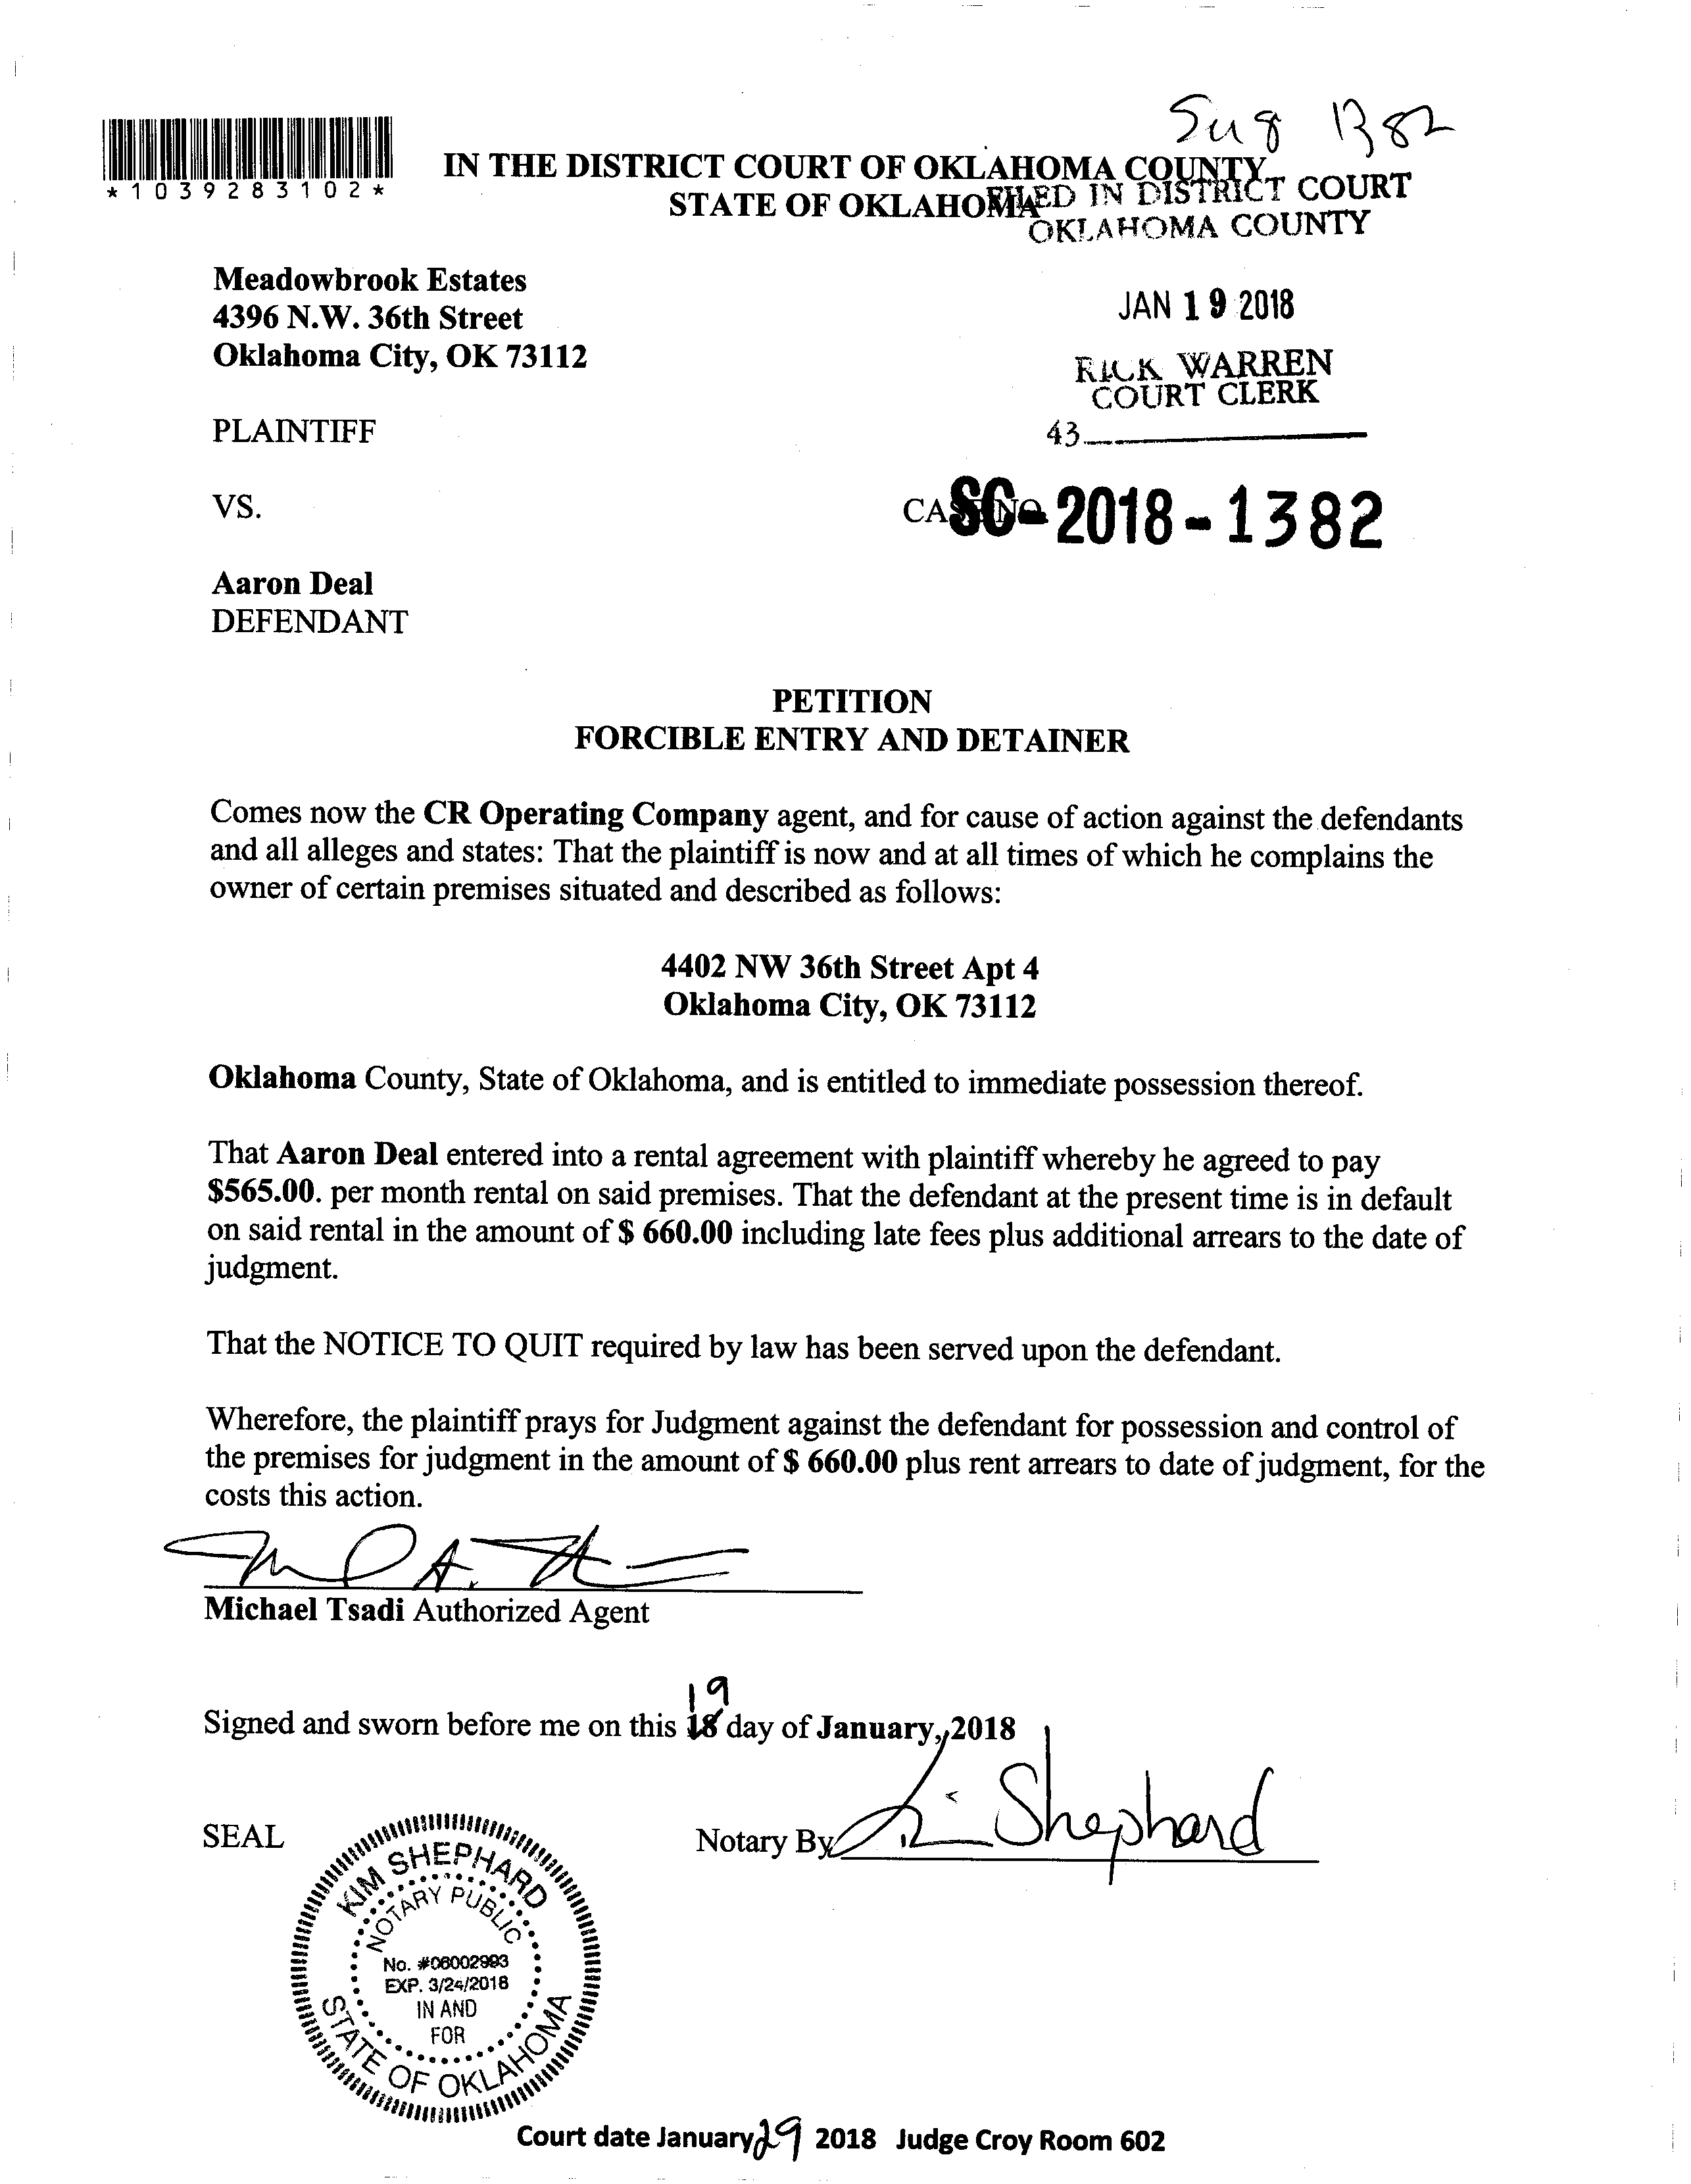 Sug 1382
*1039283102*
IN THE DISTRICT COURT OF OKLAHOMA COUNTY
STATE OF OKLAHOMA
FILED IN DISTRICT COURT
OKLAHOMA COUNTY
Meadowbrook Estates
4396 N.W. 36th Street
Oklahoma City, OK 73112
JAN 19 2018
RICK WARREN
COURT CLERK
43
PLAINTIFF
VS.
CASE NO.
SC-2018-1382
Aaron Deal
DEFENDANT
PETITION
FORCIBLE ENTRY AND DETAINER
Comes now the CR Operating Company agent, and for cause of action against the defendants
and all alleges and states: That the plaintiff is now and at all times of which he complains the
owner of certain premises situated and described as follows:
4402 NW 36th Street Apt 4
Oklahoma City, OK 73112
Oklahoma County, State of Oklahoma, and is entitled to immediate possession thereof.
That Aaron Deal entered into a rental agreement with plaintiff whereby he agreed to pay
$565.00. per month rental on said premises. That the defendant at the present time is in default
on said rental in the amount of $ 660.00 including late fees plus additional arrears to the date of
judgment.
That the NOTICE TO QUIT required by law has been served upon the defendant.
Wherefore, the plaintiff prays for Judgment against the defendant for possession and control of
the premises for judgment in the amount of $ 660.00 plus rent arrears to date of judgment, for the
costs this action.
Michael Tsadi Authorized Agent
19
Signed and sworn before me on this 18 day of January, 2018
SEAL
Notary By Shephard
KIM SHEPHARD
NOTARY PUBLIC
No. #06002993
EXP. 3/24/2018
IN AND
FOR
STATE OF OKLAHOMA
Court date January 29 2018 Judge Croy Room 602